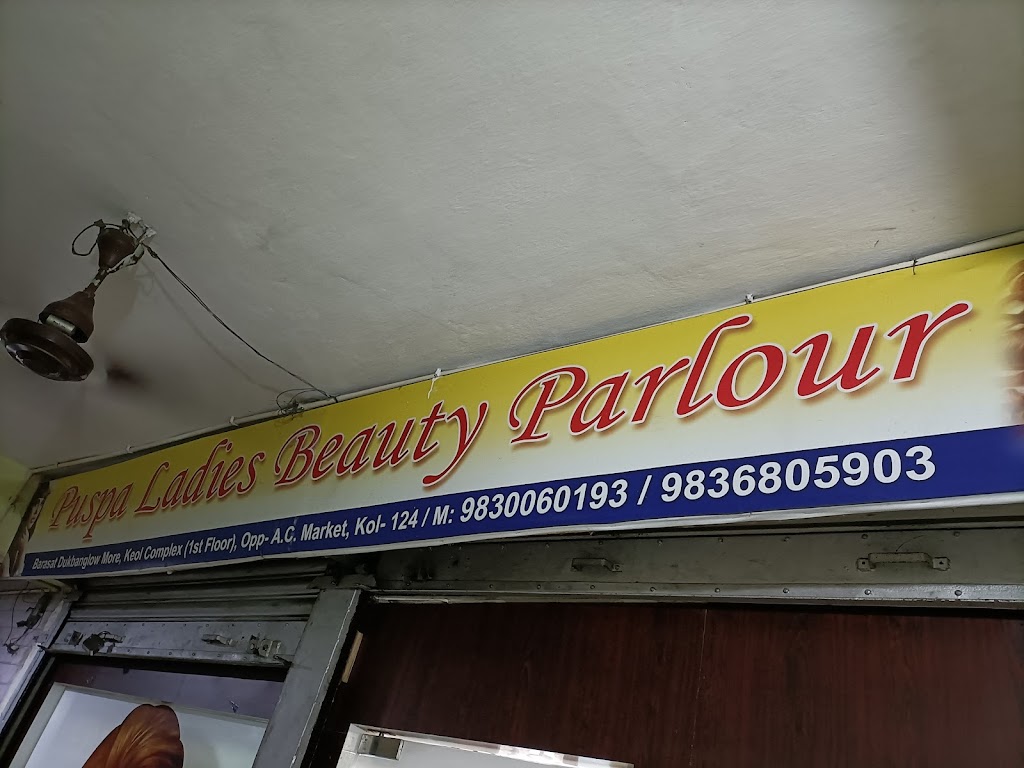 Puspa Ladies Beauty Parlour
Barasat Dukbanglow More, Keol Complex (1st Floor), Opp- A.C. Market, Kol- 124 / M: 9830060193 / 9836805903